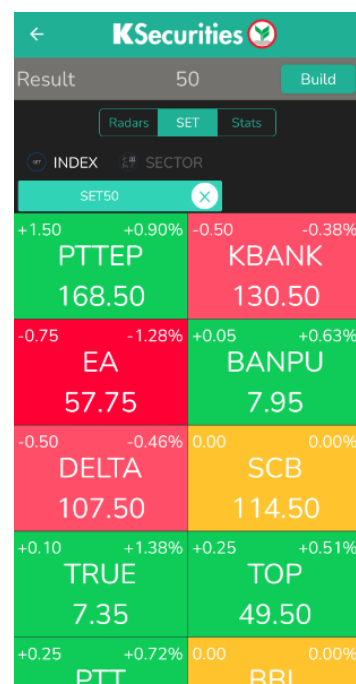 KSecurities
Result 50 Build
Radars SET Stats
INDEX SECTOR
SET50
+1.50 +0.90% -0.50 -0.38%
PTTEP KBANK
168.50 130.50
-0.75 -1.28% +0.05 +0.63%
EA BANPU
57.75 7.95
-0.50 -0.46% 0.00 0.00%
DELTA SCB
107.50 114.50
+0.10 +1.38% +0.25 +0.51%
TRUE TOP
7.35 49.50
+0.25 +0.72% 0.00 0.00%
PTT BBL